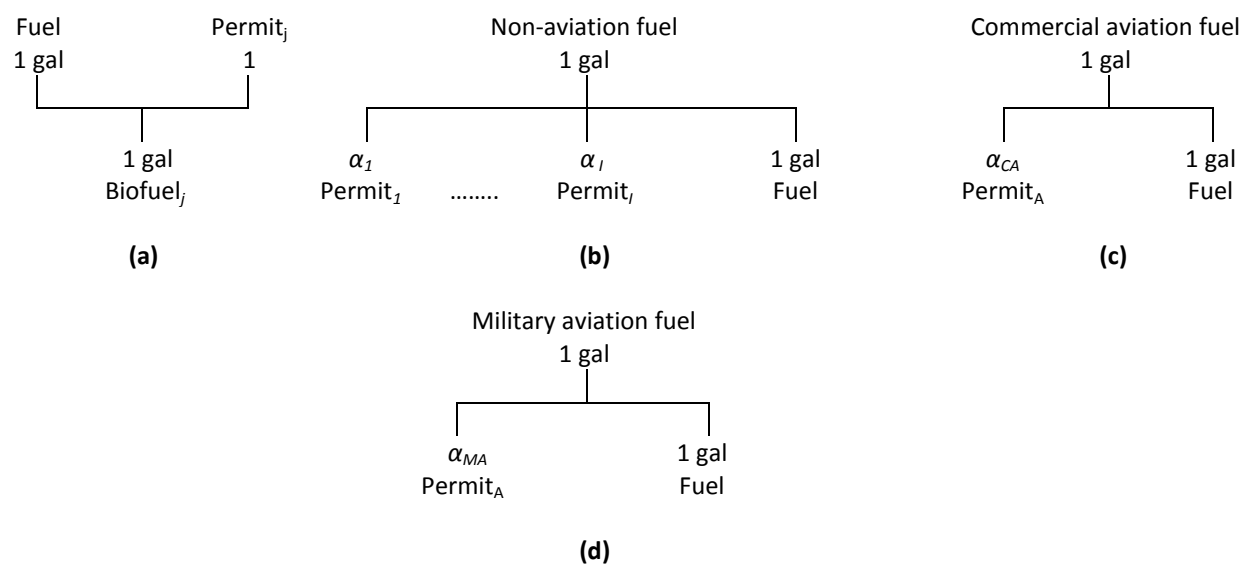 Fuel
1 gal
Permitj
1
1 gal
Biofuelj
(a)
Non-aviation fuel
1 gal
α1
Permit1
........
αI
PermitI
1 gal
Fuel
(b)
Commercial aviation fuel
1 gal
αCA
PermitA
1 gal
Fuel
(c)
Military aviation fuel
1 gal
αMA
PermitA
1 gal
Fuel
(d)